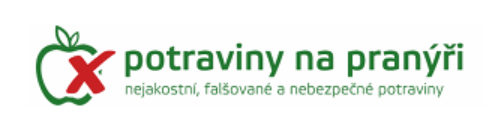 potraviny na pranýři
nejakostní, falšované a nebezpečné potraviny